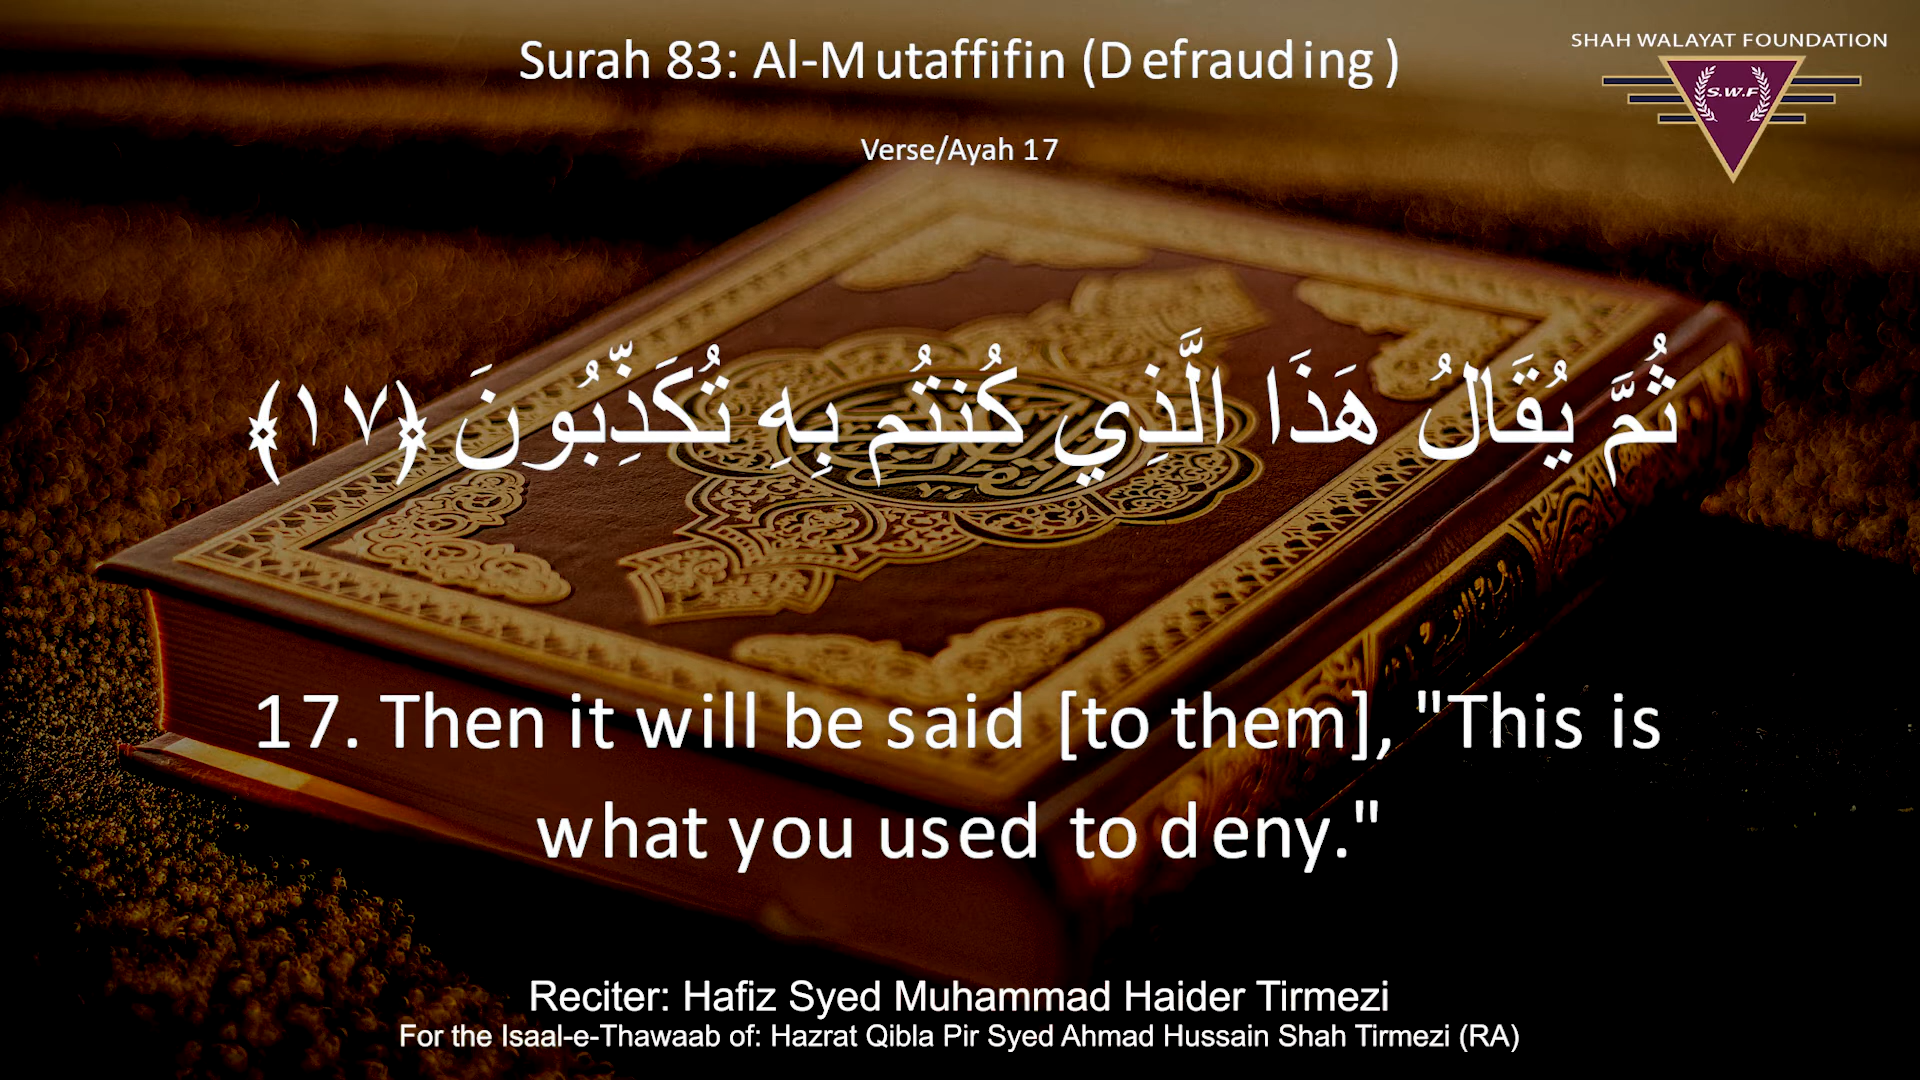 Surah 83: Al-Mutaffifin (Defrauding)
SHAH WALAYAT FOUNDATION
S.W.F
Verse/Ayah 17
ثُمَّ يُقَالُ هَذَا الَّذِي كُنتُم بِهِ تُكَذِّبُونَ ﴿١٧﴾
17. Then it will be said [to them], "This is
what you used to deny."
Reciter: Hafiz Syed Muhammad Haider Tirmezi
For the Isaal-e-Thawaab of: Hazrat Qibla Pir Syed Ahmad Hussain Shah Tirmezi (RA)